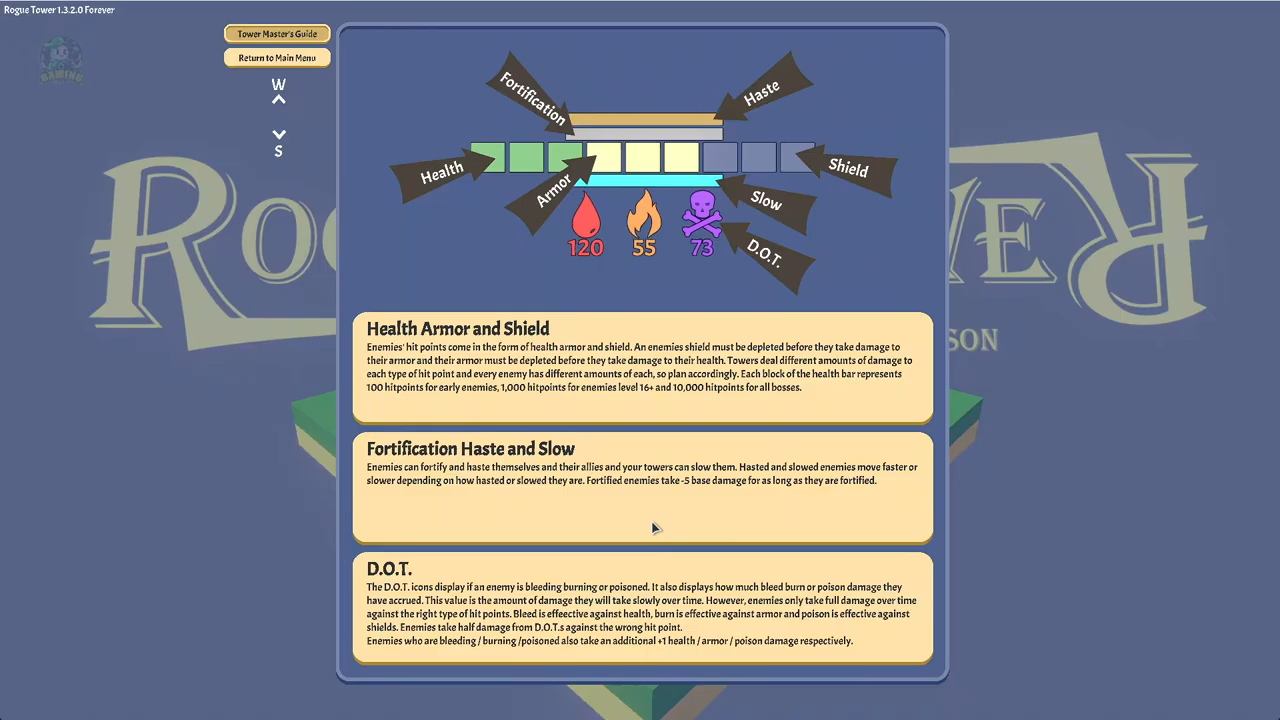 Rogue Tower 1.3.2.0 Forever
Tower Master's Guide
Return to Main Menu
W
S
GAMING
Fortification
Haste
Health
Armor
Shield
Slow
D.O.T.
120
55
73
Health Armor and Shield
Enemies' hit points come in the form of health armor and shield. An enemies shield must be depleted before they take damage to
their armor and their armor must be depleted before they take damage to their health. Towers deal different amounts of damage to
each type of hit point and every enemy has different amounts of each, so plan accordingly. Each block of the health bar represents
100 hitpoints for early enemies, 1,000 hitpoints for enemies level 16+ and 10,000 hitpoints for all bosses.
Fortification Haste and Slow
Enemies can fortify and haste themselves and their allies and your towers can slow them. Hasted and slowed enemies move faster or
slower depending on how hasted or slowed they are. Fortified enemies take -5 base damage for as long as they are fortified.
D.O.T.
The D.O.T. icons display if an enemy is bleeding burning or poisoned. It also displays how much bleed burn or poison damage they
have accrued. This value is the amount of damage they will take slowly over time. However, enemies only take full damage over time
against the right type of hit points. Bleed is effeective against health, burn is effective against armor and poison is effective against
shields. Enemies take half damage from D.O.T.s against the wrong hit point.
Enemies who are bleeding / burning /poisoned also take an additional +1 health / armor / poison damage respectively.